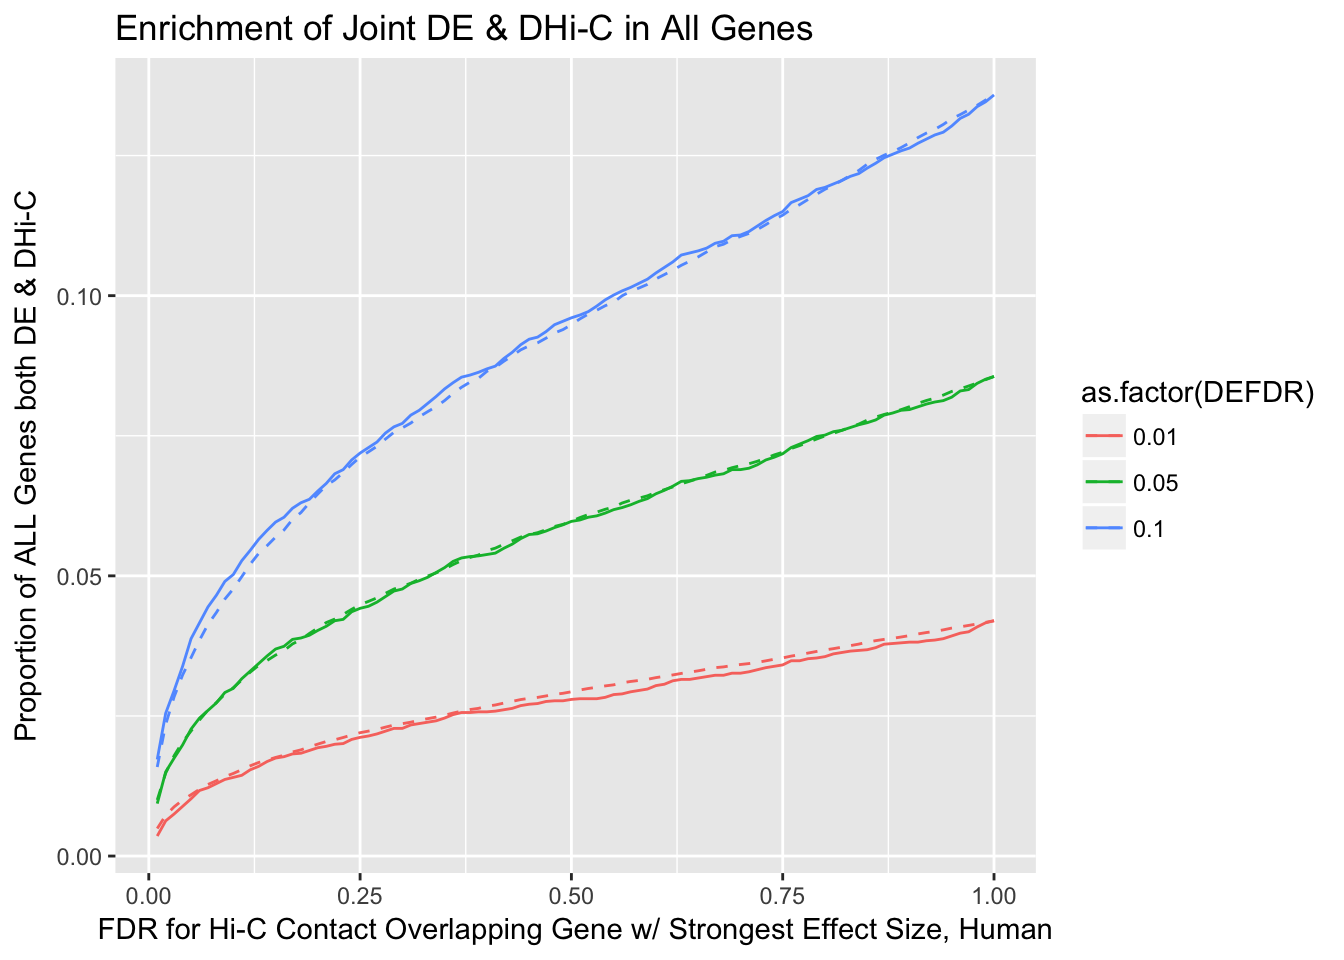 Enrichment of Joint DE & DHi-C in All Genes
Proportion of ALL Genes both DE & DHi-C
0.10
0.05
0.00
0.00 0.25 0.50 0.75 1.00
FDR for Hi-C Contact Overlapping Gene w/ Strongest Effect Size, Human
as.factor(DEFDR)
0.01
0.05
0.1